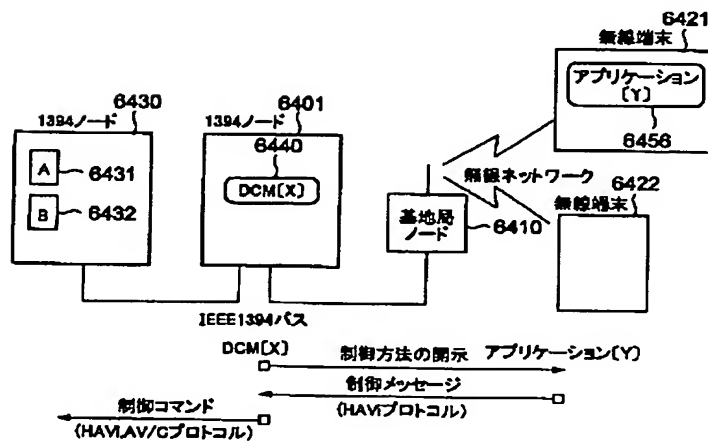 6421
無線端末
アプリケーション
[Y]
6456
6430
1394ノード
A
6431
B
6432
6401
1394ノード
6440
DCM[X]
無線ネットワーク
基地局
ノード
6410
6422
無線端末
IEEE1394バス
DCM[X]
制御方法の開示
アプリケーション[Y]
制御メッセージ
(HAViプロトコル)
制御コマンド
(HAVi,AV/Cプロトコル)